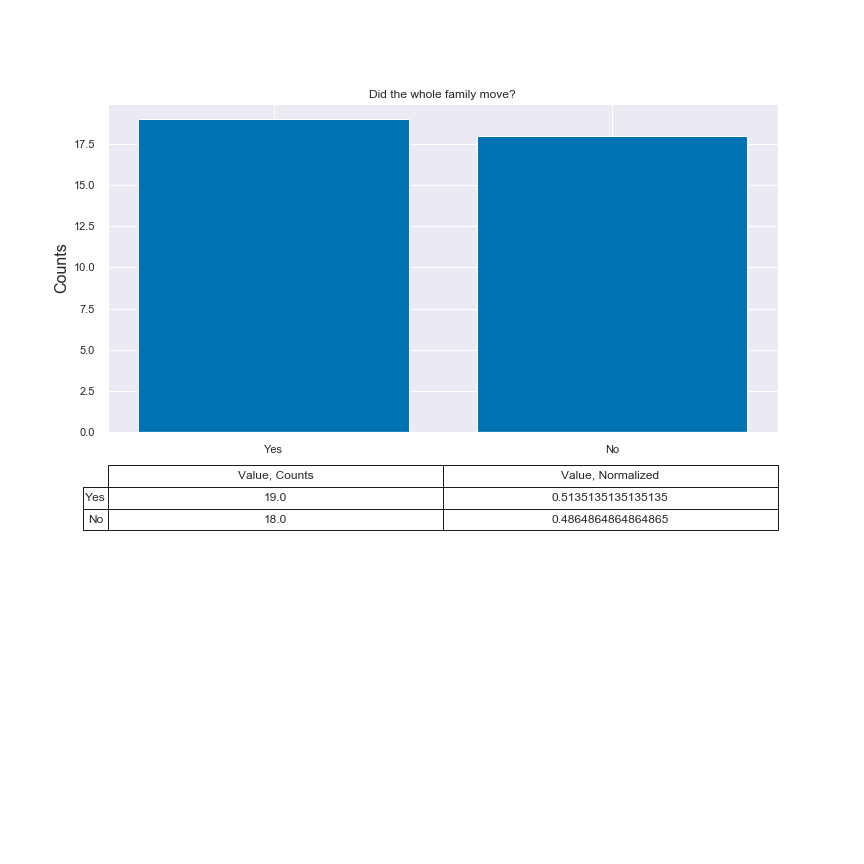 Did the whole family move?
Counts
17.5
15.0
12.5
10.0
7.5
5.0
2.5
0.0
Yes No
Value, Counts Value, Normalized
Yes 19.0 0.5135135135135135
No 18.0 0.4864864864864865